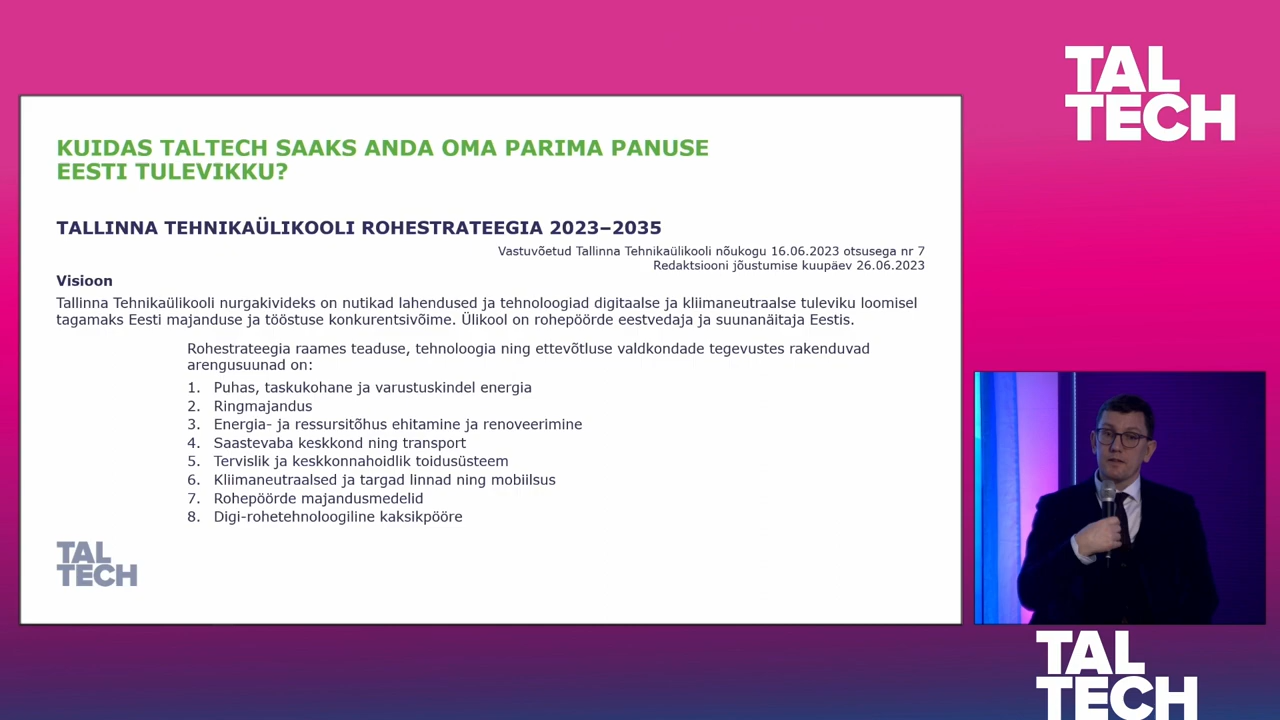 KUIDAS TALTECH SAAKS ANDA OMA PARIMA PANUSE
EESTI TULEVIKKU?
TALLINNA TEHNIKAÜLIKOOLI ROHESTRATEEGIA 2023–2035
Vastuvõetud Tallinna Tehnikaülikooli nõukogu 16.06.2023 otsusega nr 7
Redaktsiooni jõustumise kuupäev 26.06.2023
Visioon
Tallinna Tehnikaülikooli nurgakivideks on nutikad lahendused ja tehnoloogiad digitaalse ja kliimaneutraalse tuleviku loomisel
tagamaks Eesti majanduse ja tööstuse konkurentsivõime. Ülikool on rohepöörde eestvedaja ja suunanäitaja Eestis.
Rohestrateegia raames teaduse, tehnoloogia ning ettevõtluse valdkondade tegevustes rakenduvad
arengusuunad on:
1. Puhas, taskukohane ja varustuskindel energia
2. Ringmajandus
3. Energia- ja ressursitõhus ehitamine ja renoveerimine
4. Saastevaba keskkond ning transport
5. Tervislik ja keskkonnahoidlik toidusüsteem
6. Kliimaneutraalsed ja targad linnad ning mobiilsus
7. Rohepöörde majandusmedelid
8. Digi-rohetehnoloogiline kaksikpööre
TAL
TECH
TAL
TECH
TAL
TECH